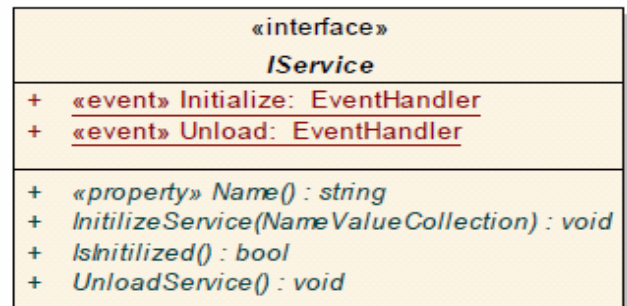 «interface»
IService
+ «event» Initialize: EventHandler
+ «event» Unload: EventHandler
+ «property» Name() : string
+ InitilizeService(NameValueCollection) : void
+ IsInitilized() : bool
+ UnloadService() : void